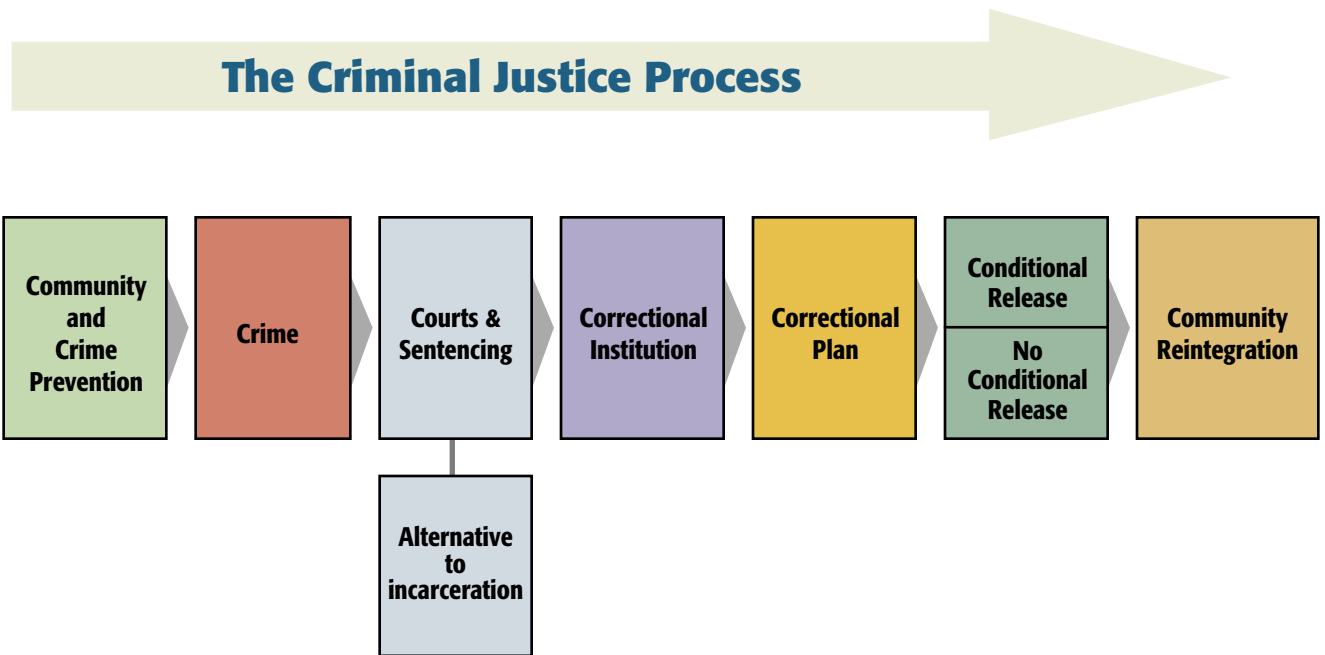 The Criminal Justice Process
Community
and
Crime
Prevention
Crime
Courts &
Sentencing
Alternative
to
incarceration
Correctional
Institution
Correctional
Plan
Conditional
Release
No
Conditional
Release
Community
Reintegration